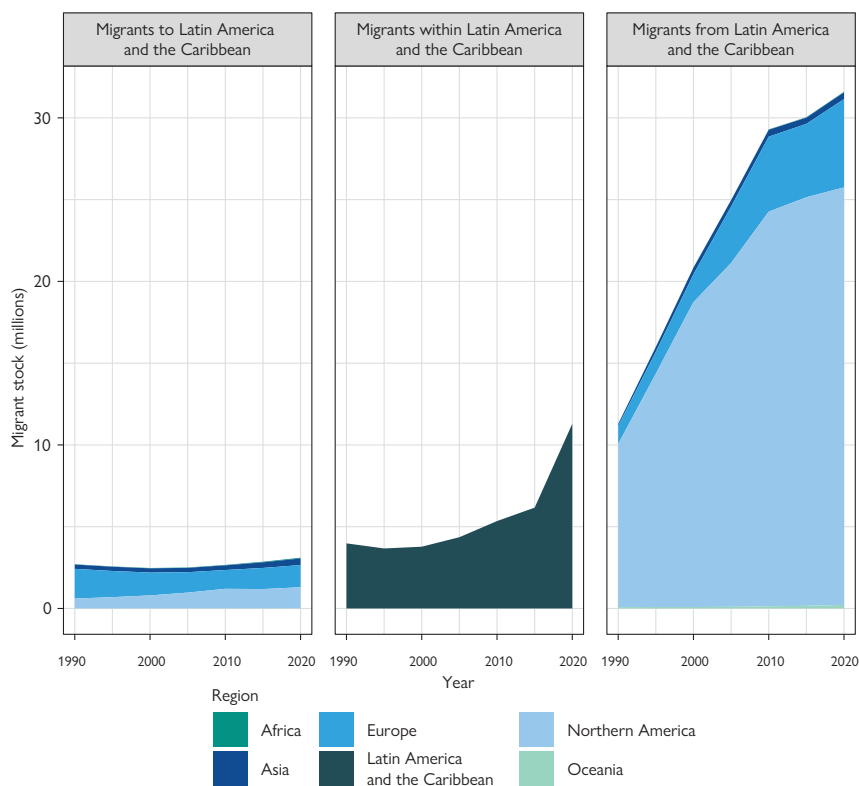 Migrants to Latin America
and the Caribbean
Migrants within Latin America
and the Caribbean
Migrants from Latin America
and the Caribbean
Migrant stock (millions)
30
20
10
0
1990 2000 2010 2020
1990 2000 2010 2020
1990 2000 2010 2020
Year
Region
Africa
Europe
Northern America
Asia
Latin America
and the Caribbean
Oceania